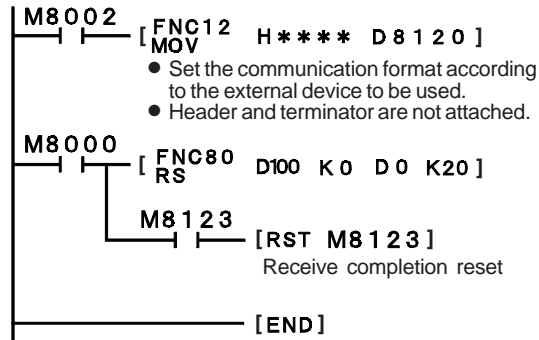 M8002
[ FNC12 MOV H**** D8120 ]
● Set the communication format according
to the external device to be used.
● Header and terminator are not attached.
M8000
[ FNC80 RS D100 K0 D0 K20 ]
M8123
[RST M8123]
Receive completion reset
[END]